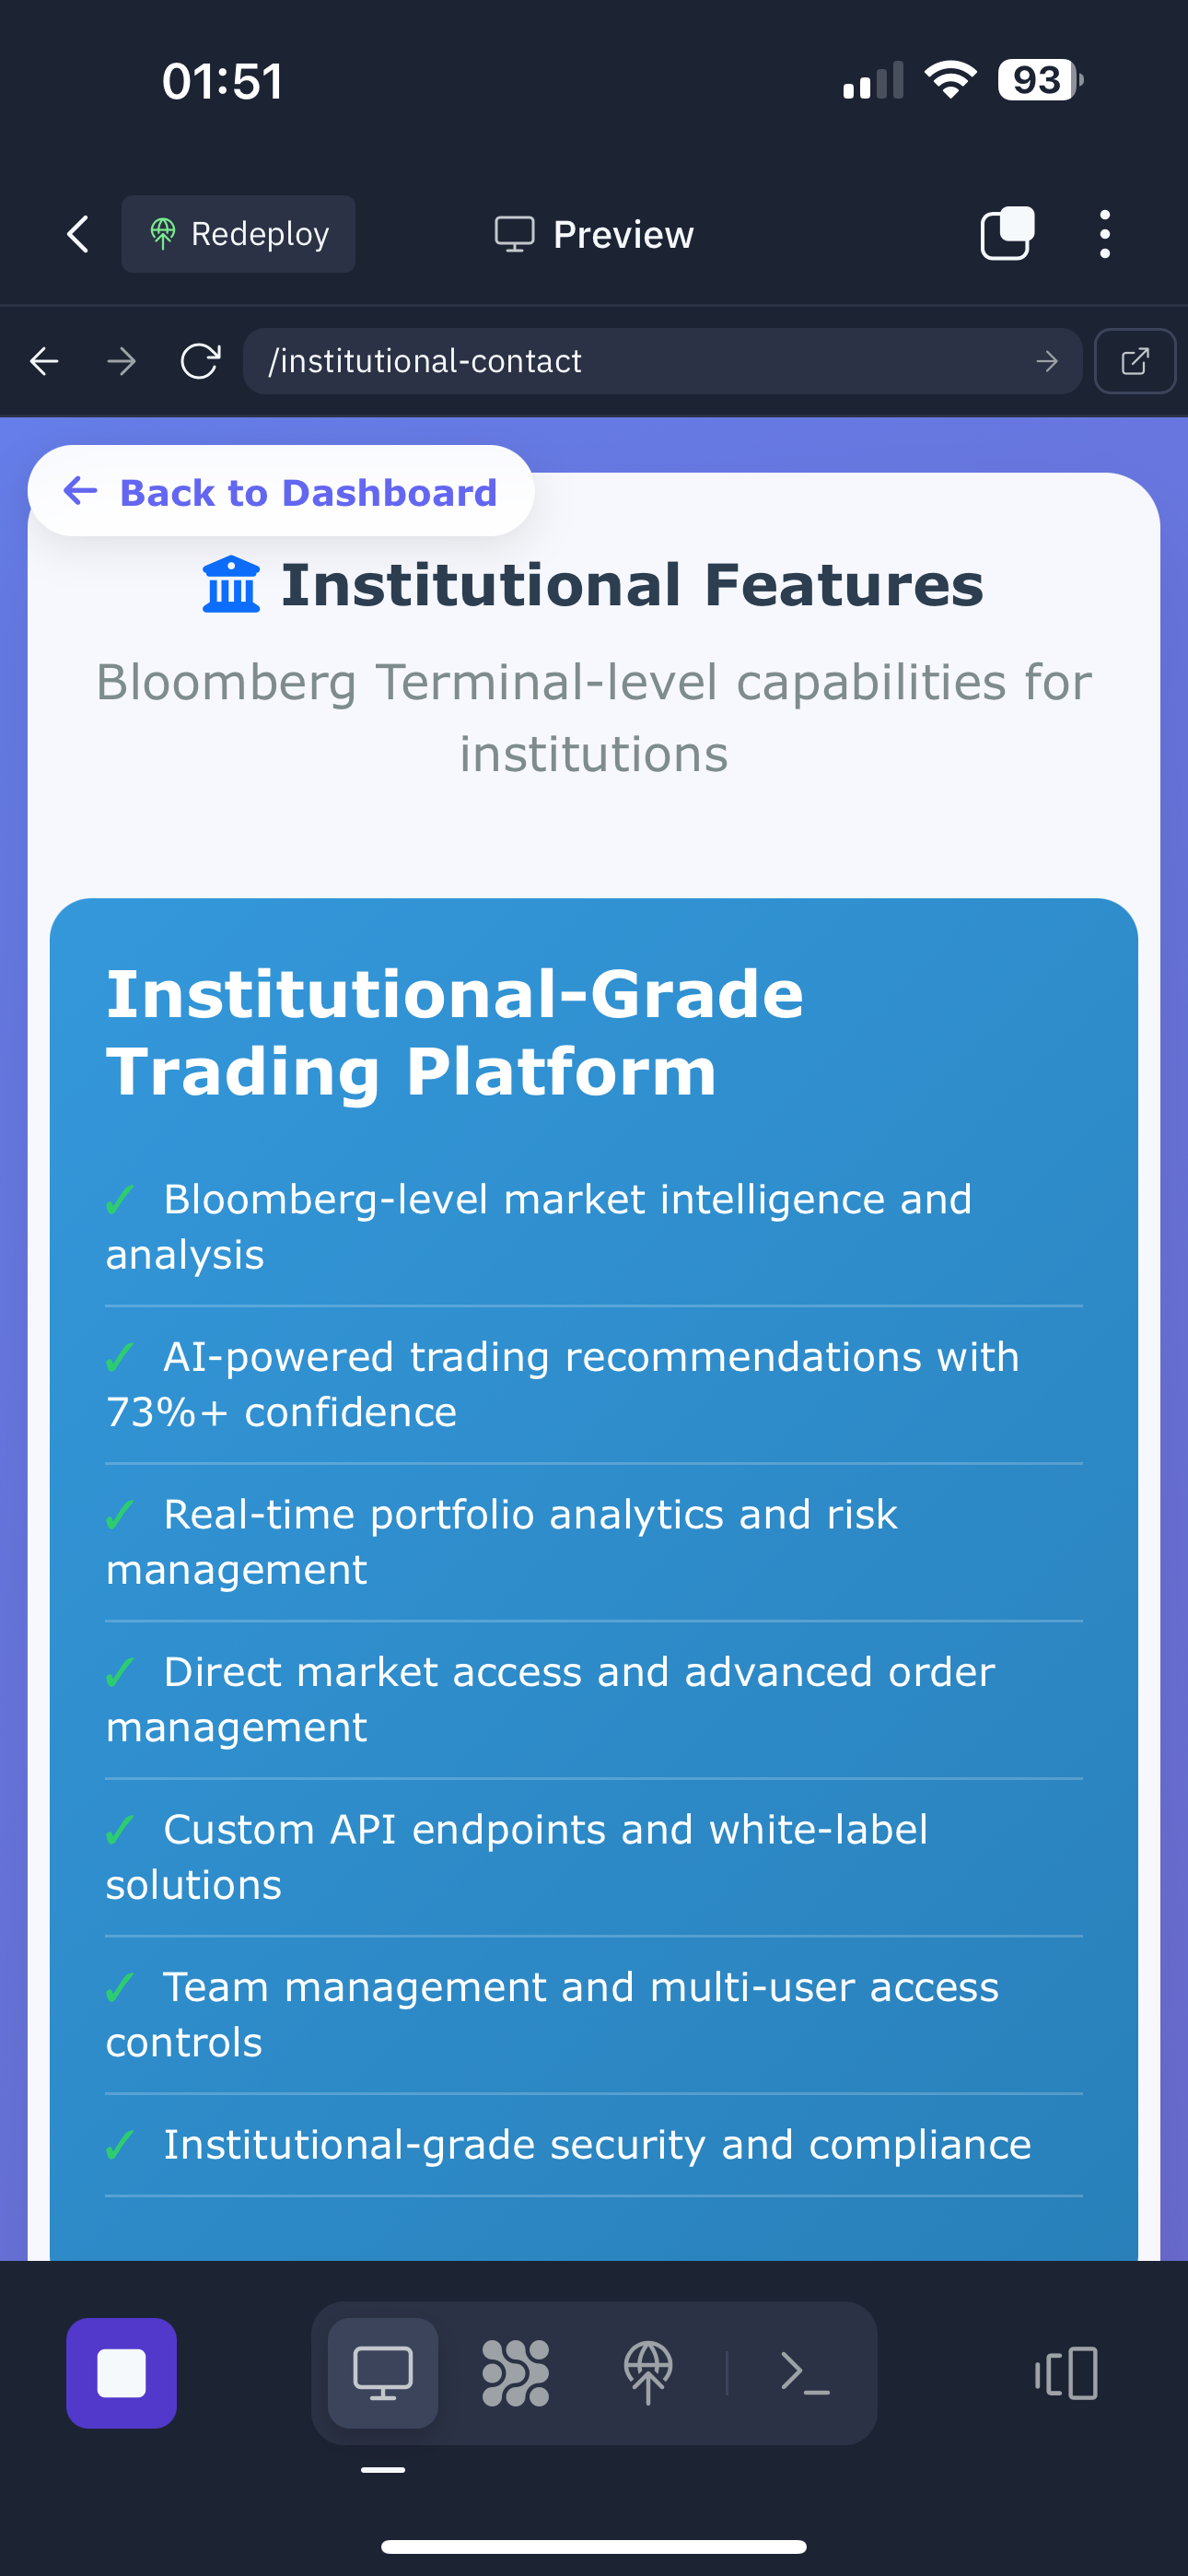 01:51
93
Redeploy
Preview
/institutional-contact
Back to Dashboard
Institutional Features
Bloomberg Terminal-level capabilities for
institutions
Institutional-Grade
Trading Platform
✓ Bloomberg-level market intelligence and
analysis
✓ AI-powered trading recommendations with
73%+ confidence
✓ Real-time portfolio analytics and risk
management
✓ Direct market access and advanced order
management
✓ Custom API endpoints and white-label
solutions
✓ Team management and multi-user access
controls
✓ Institutional-grade security and compliance